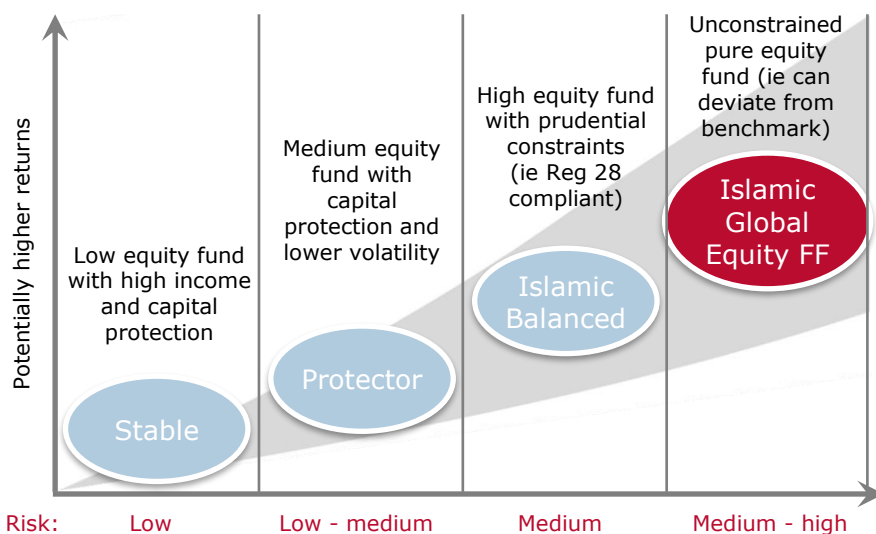 Potentially higher returns
Low equity fund
with high income
and capital
protection
Stable
Medium equity
fund with
capital
protection and
lower volatility
Protector
High equity fund
with prudential
constraints
(ie Reg 28
compliant)
Islamic
Balanced
Unconstrained
pure equity
fund (ie can
deviate from
benchmark)
Islamic
Global
Equity FF
Risk:
Low
Low - medium
Medium
Medium - high